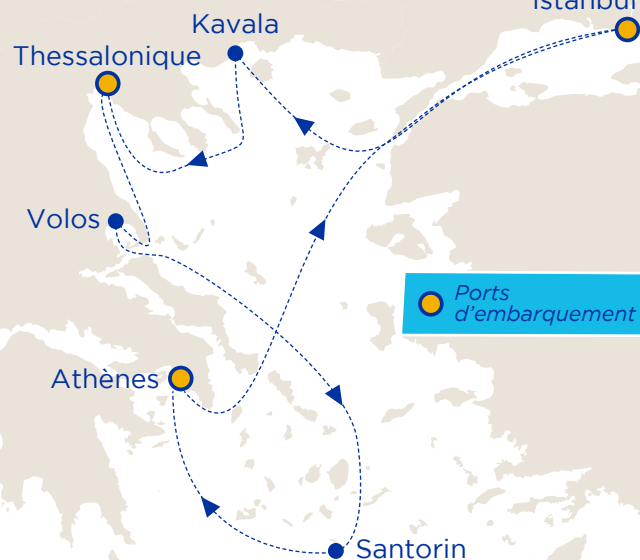 Istanbul
Kavala
Thessalonique
Volos
Ports
d'embarquement
Athènes
Santorin